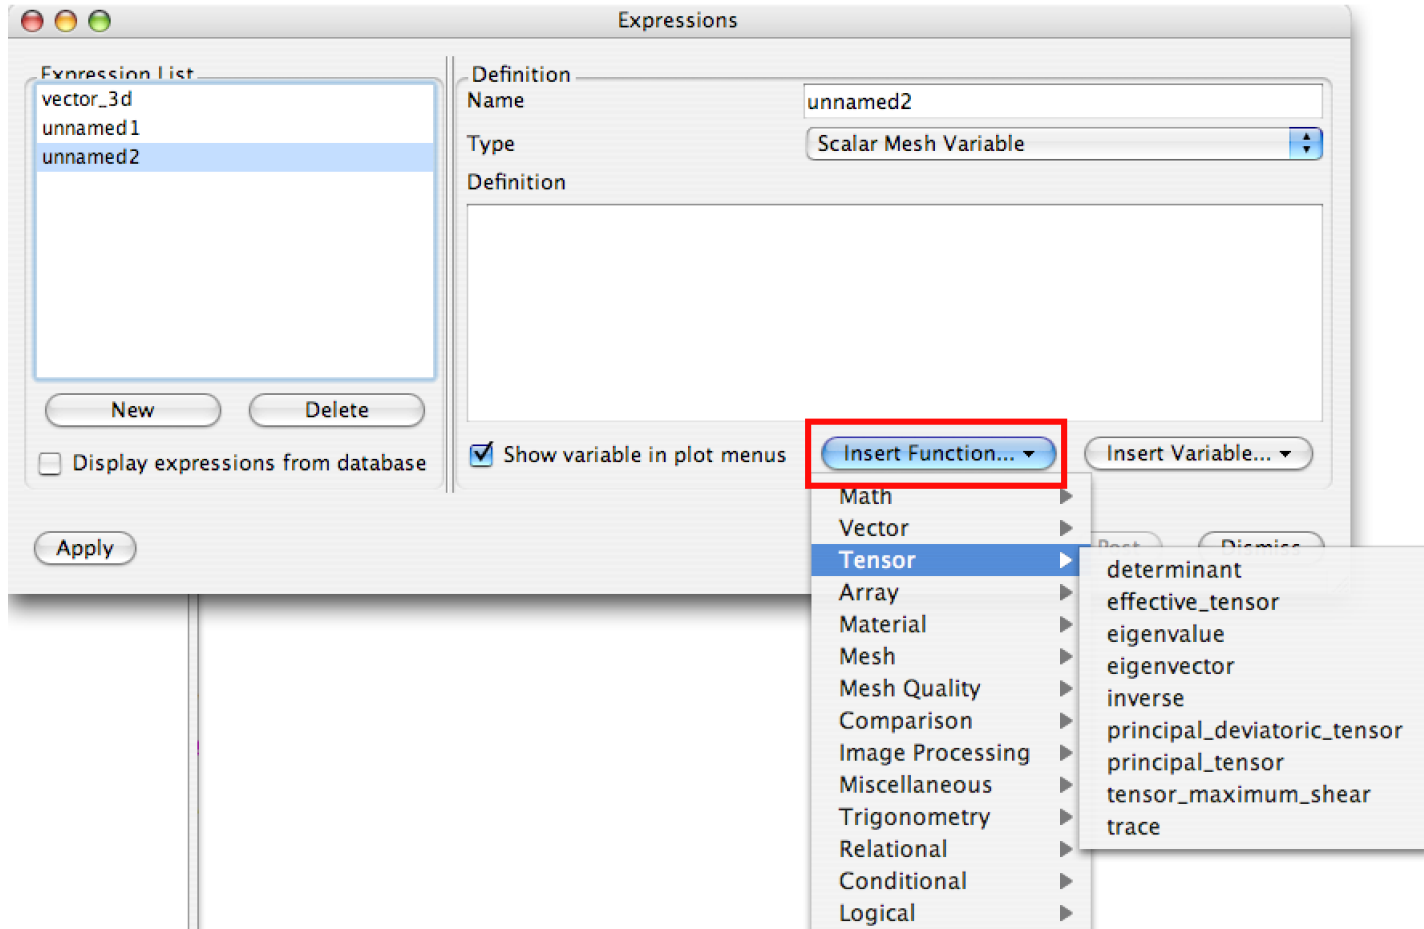 Expressions
Expression List
vector_3d
unnamed1
unnamed2
New Delete
Display expressions from database
Apply
Definition
Name unnamed2
Type Scalar Mesh Variable
Definition
Show variable in plot menus Insert Function... Insert Variable...
Post Dismiss
Math
Vector
Tensor
Array
Material
Mesh
Mesh Quality
Comparison
Image Processing
Miscellaneous
Trigonometry
Relational
Conditional
Logical
determinant
effective_tensor
eigenvalue
eigenvector
inverse
principal_deviatoric_tensor
principal_tensor
tensor_maximum_shear
trace